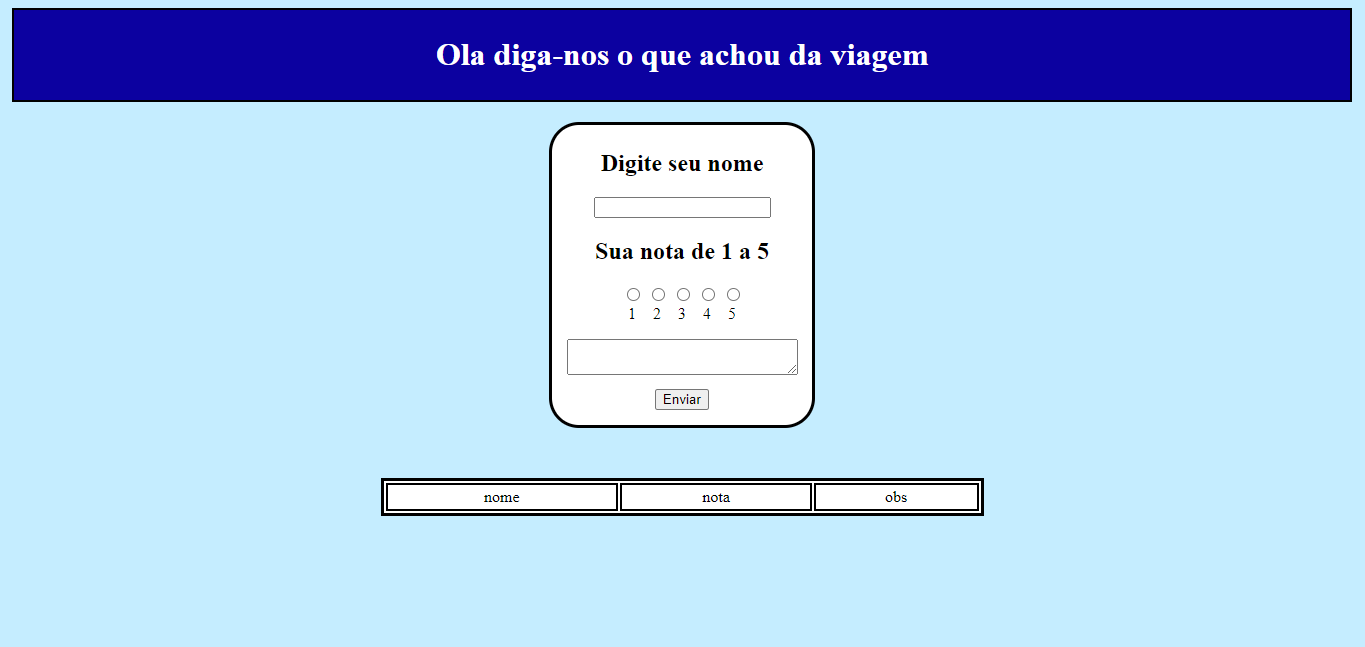 Ola diga-nos o que achou da viagem
Digite seu nome
Sua nota de 1 a 5
1 2 3 4 5
Enviar
nome nota obs